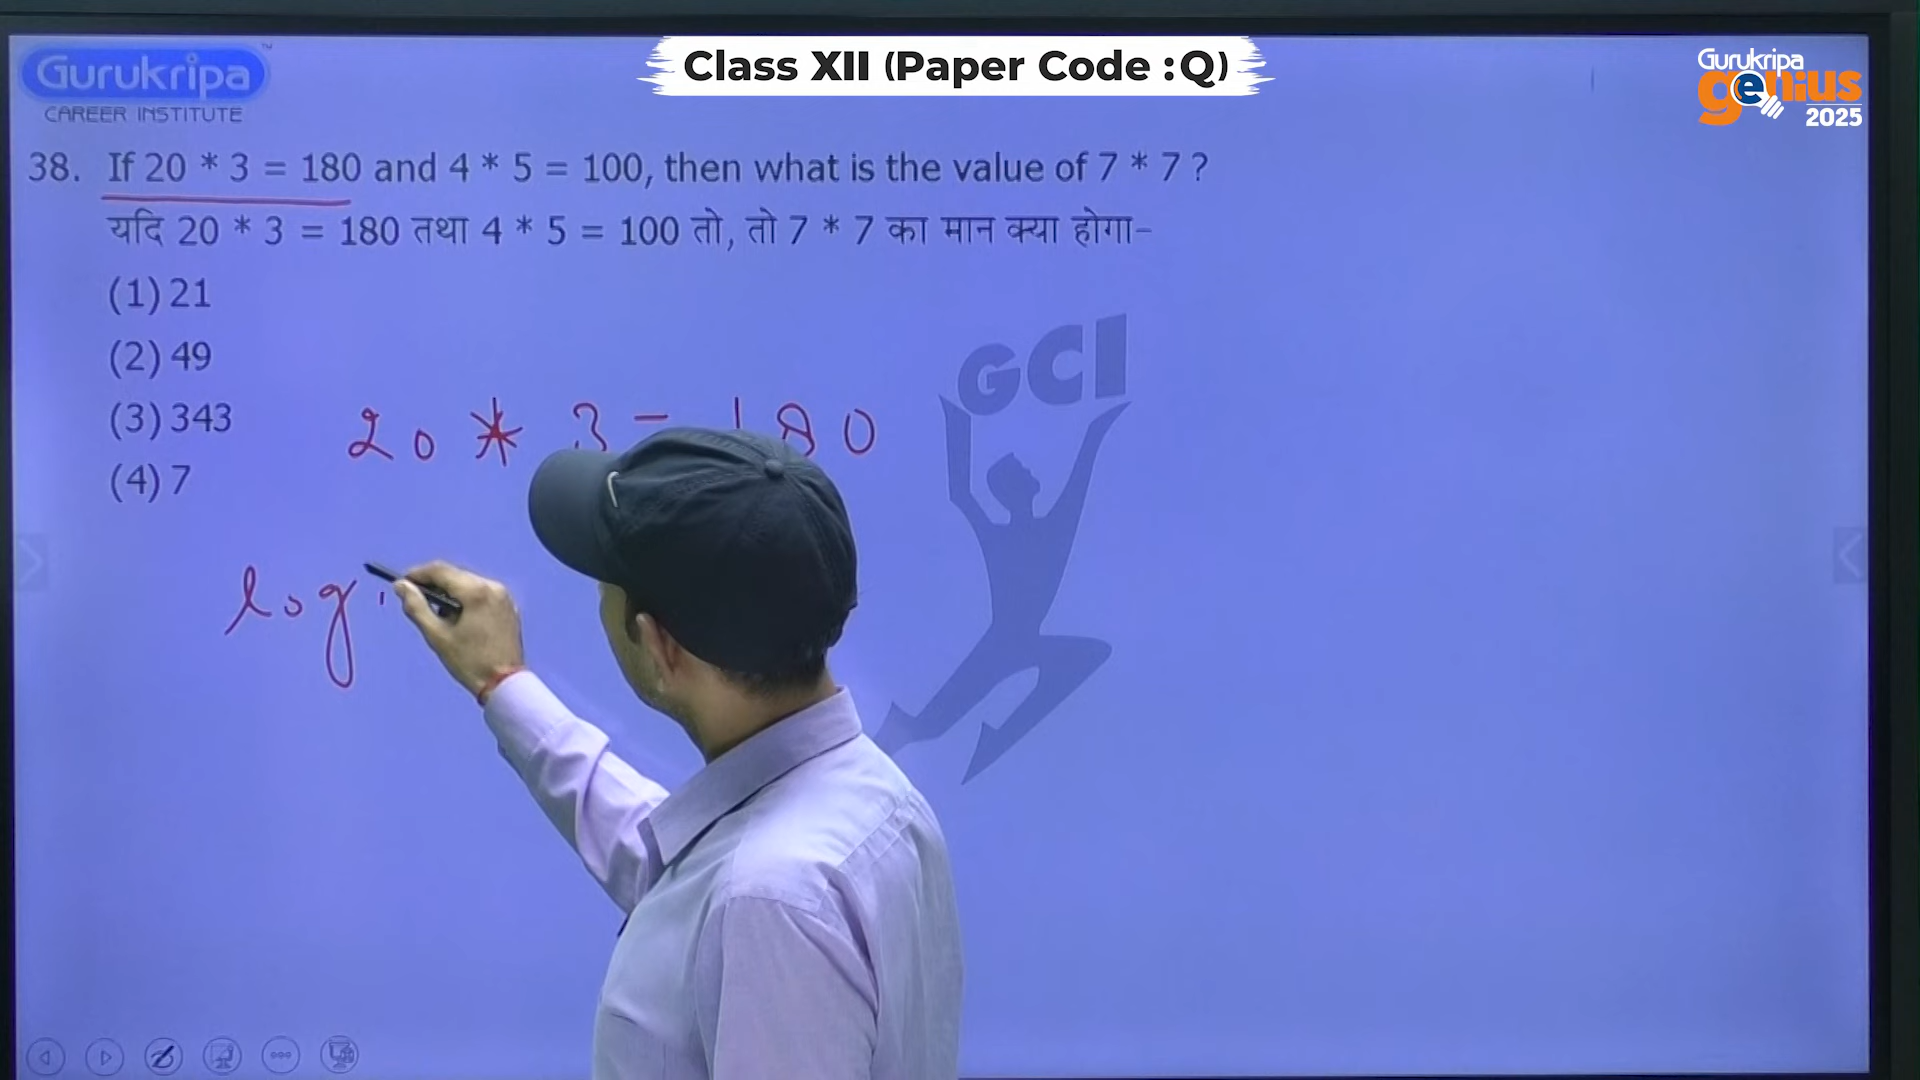 Class XII (Paper Code :Q)
Gurukripa
CAREER INSTITUTE
Gurukripa
genius
2025
38. If 20 * 3 = 180 and 4 * 5 = 100, then what is the value of 7 * 7 ?
यदि 20 * 3 = 180 तथा 4 * 5 = 100 तो, तो 7 * 7 का मान क्या होगा–
(1) 21
(2) 49
(3) 343
(4) 7
GCI
20 * 3 = 180
logi